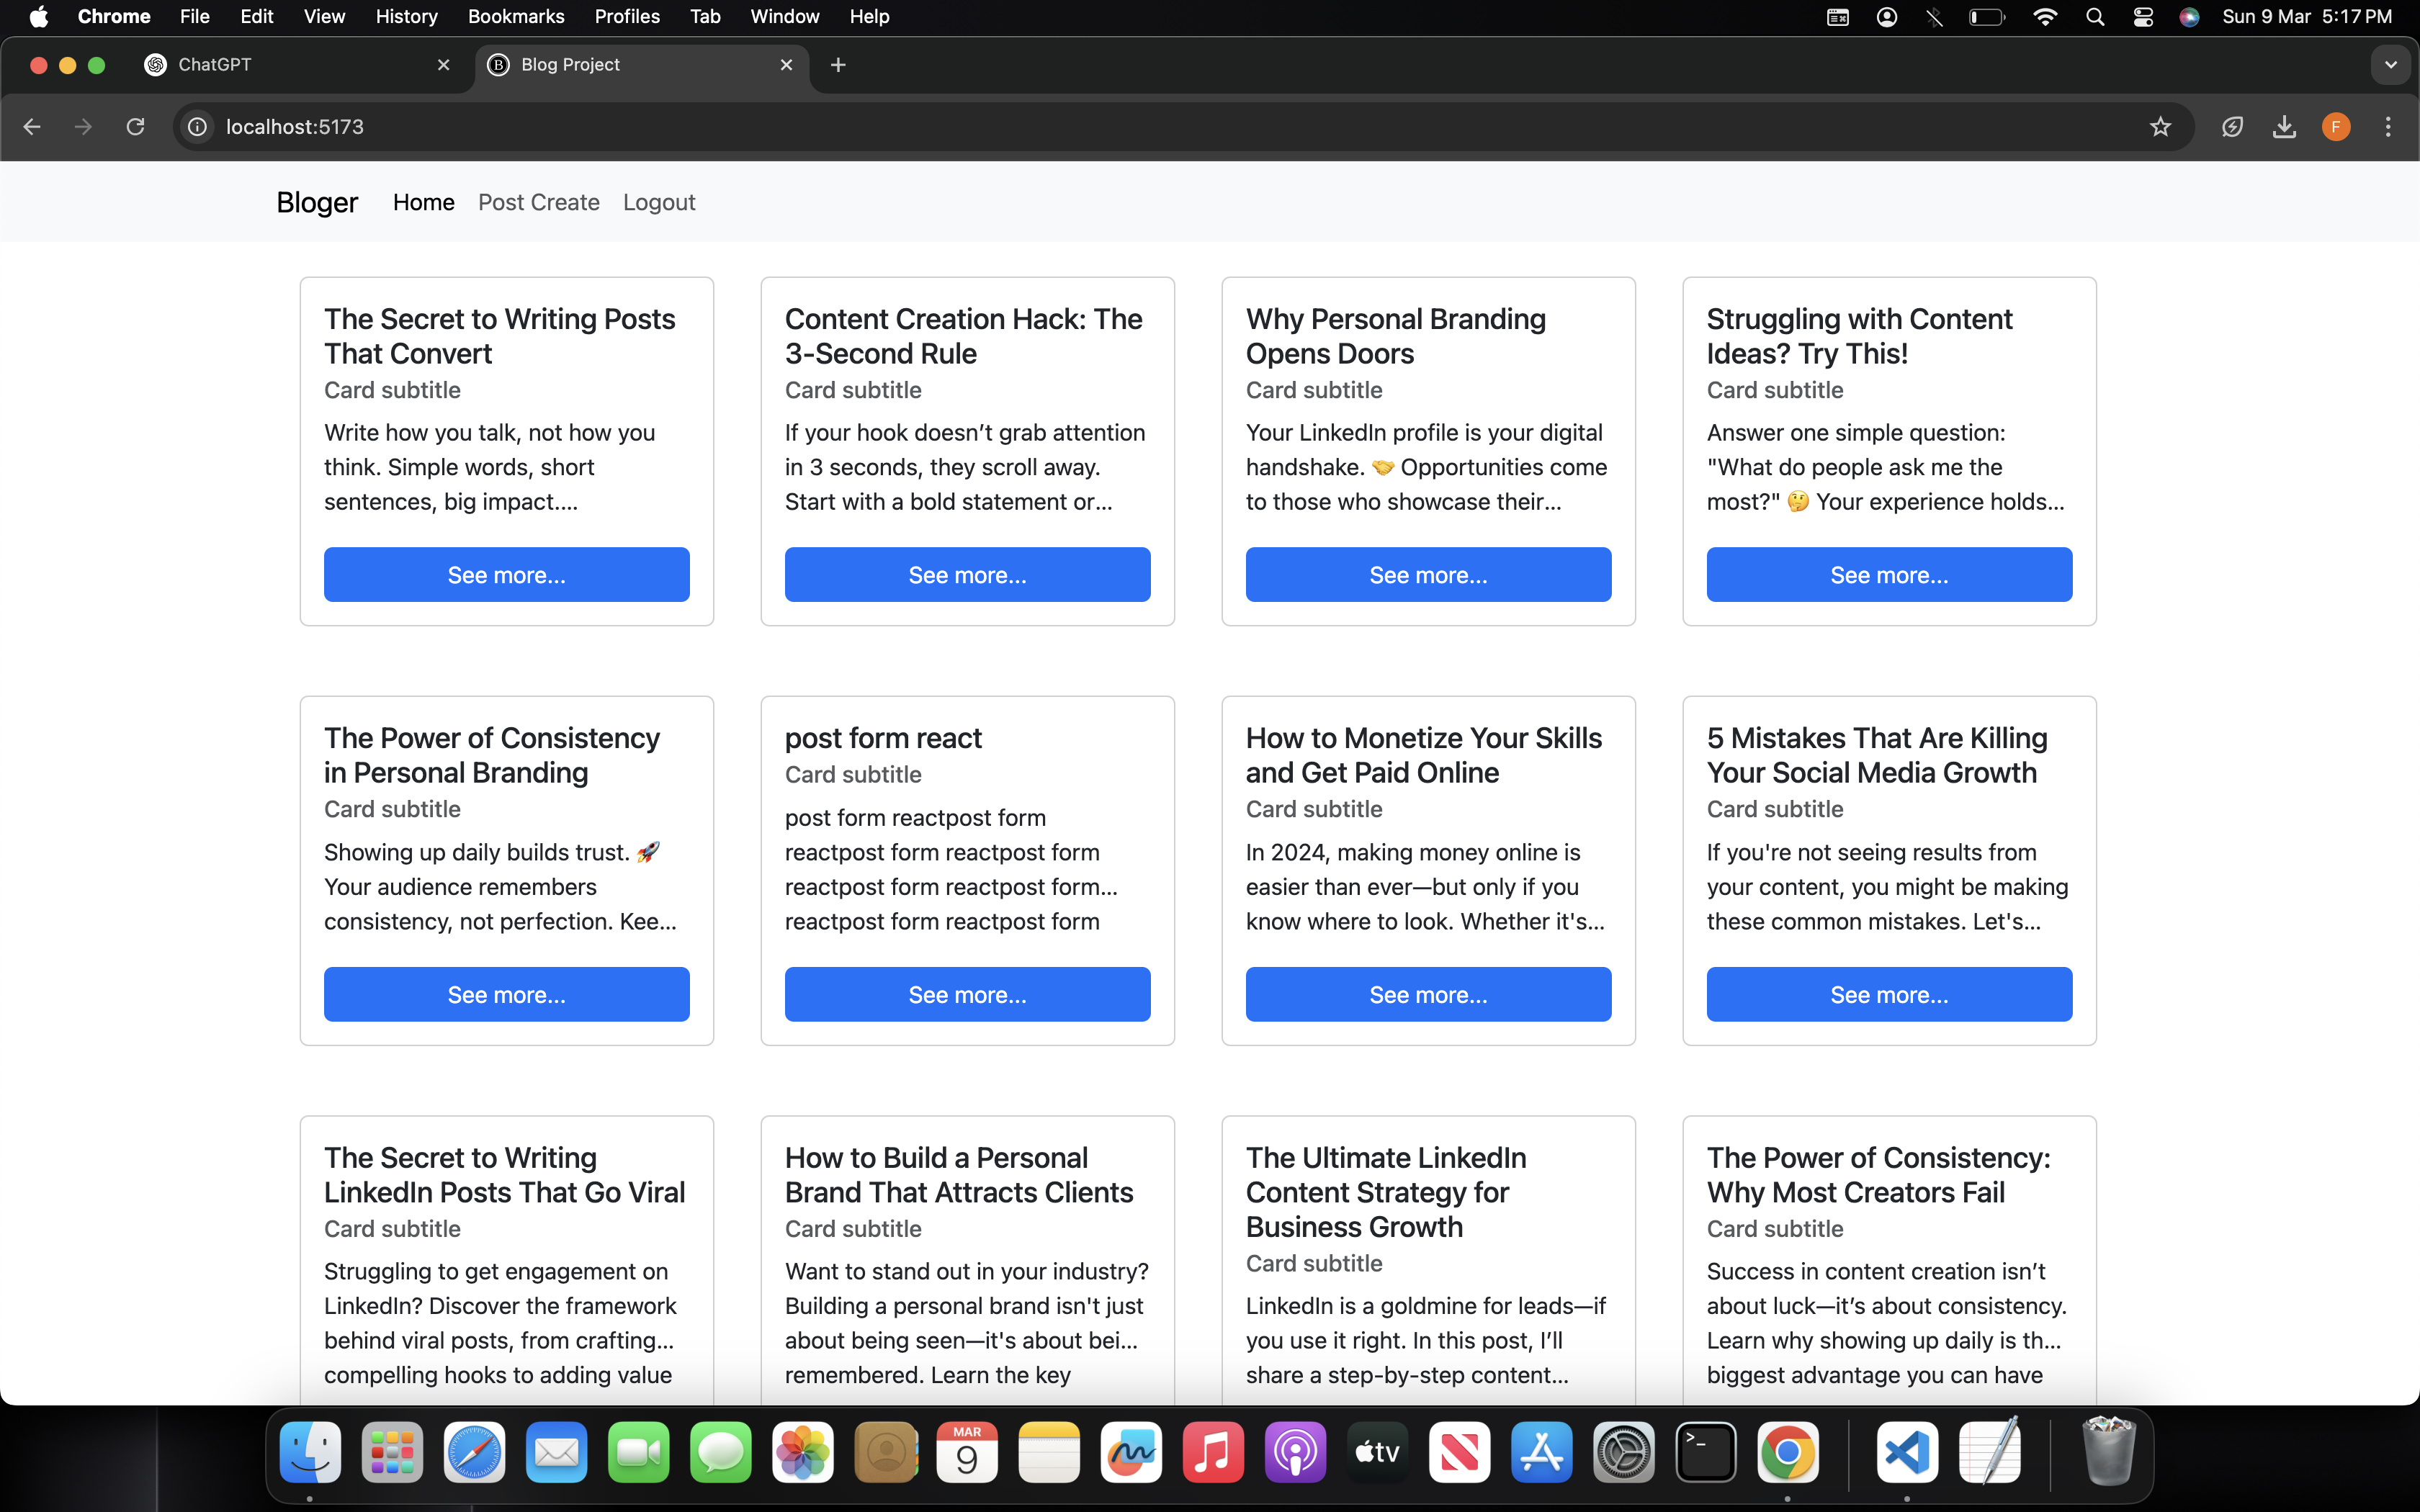 Chrome File Edit View History Bookmarks Profiles Tab Window Help Sun 9 Mar 5:17 PM
ChatGPT
B Blog Project
localhost:5173
F
Bloger Home Post Create Logout
The Secret to Writing Posts
That Convert
Card subtitle
Write how you talk, not how you
think. Simple words, short
sentences, big impact....
See more...
Content Creation Hack: The
3-Second Rule
Card subtitle
If your hook doesn’t grab attention
in 3 seconds, they scroll away.
Start with a bold statement or...
See more...
Why Personal Branding
Opens Doors
Card subtitle
Your LinkedIn profile is your digital
handshake. 🤝 Opportunities come
to those who showcase their...
See more...
Struggling with Content
Ideas? Try This!
Card subtitle
Answer one simple question:
"What do people ask me the
most?" 🤔 Your experience holds...
See more...
The Power of Consistency
in Personal Branding
Card subtitle
Showing up daily builds trust. 🚀
Your audience remembers
consistency, not perfection. Kee...
See more...
post form react
Card subtitle
post form reactpost form
reactpost form reactpost form
reactpost form reactpost form...
reactpost form reactpost form
See more...
How to Monetize Your Skills
and Get Paid Online
Card subtitle
In 2024, making money online is
easier than ever—but only if you
know where to look. Whether it's...
See more...
5 Mistakes That Are Killing
Your Social Media Growth
Card subtitle
If you're not seeing results from
your content, you might be making
these common mistakes. Let's...
See more...
The Secret to Writing
LinkedIn Posts That Go Viral
Card subtitle
Struggling to get engagement on
LinkedIn? Discover the framework
behind viral posts, from crafting...
compelling hooks to adding value
How to Build a Personal
Brand That Attracts Clients
Card subtitle
Want to stand out in your industry?
Building a personal brand isn't just
about being seen—it's about bei...
remembered. Learn the key
The Ultimate LinkedIn
Content Strategy for
Business Growth
Card subtitle
LinkedIn is a goldmine for leads—if
you use it right. In this post, I’ll
share a step-by-step content...
The Power of Consistency:
Why Most Creators Fail
Card subtitle
Success in content creation isn’t
about luck—it’s about consistency.
Learn why showing up daily is th...
biggest advantage you can have
MAR
9
tv
>_